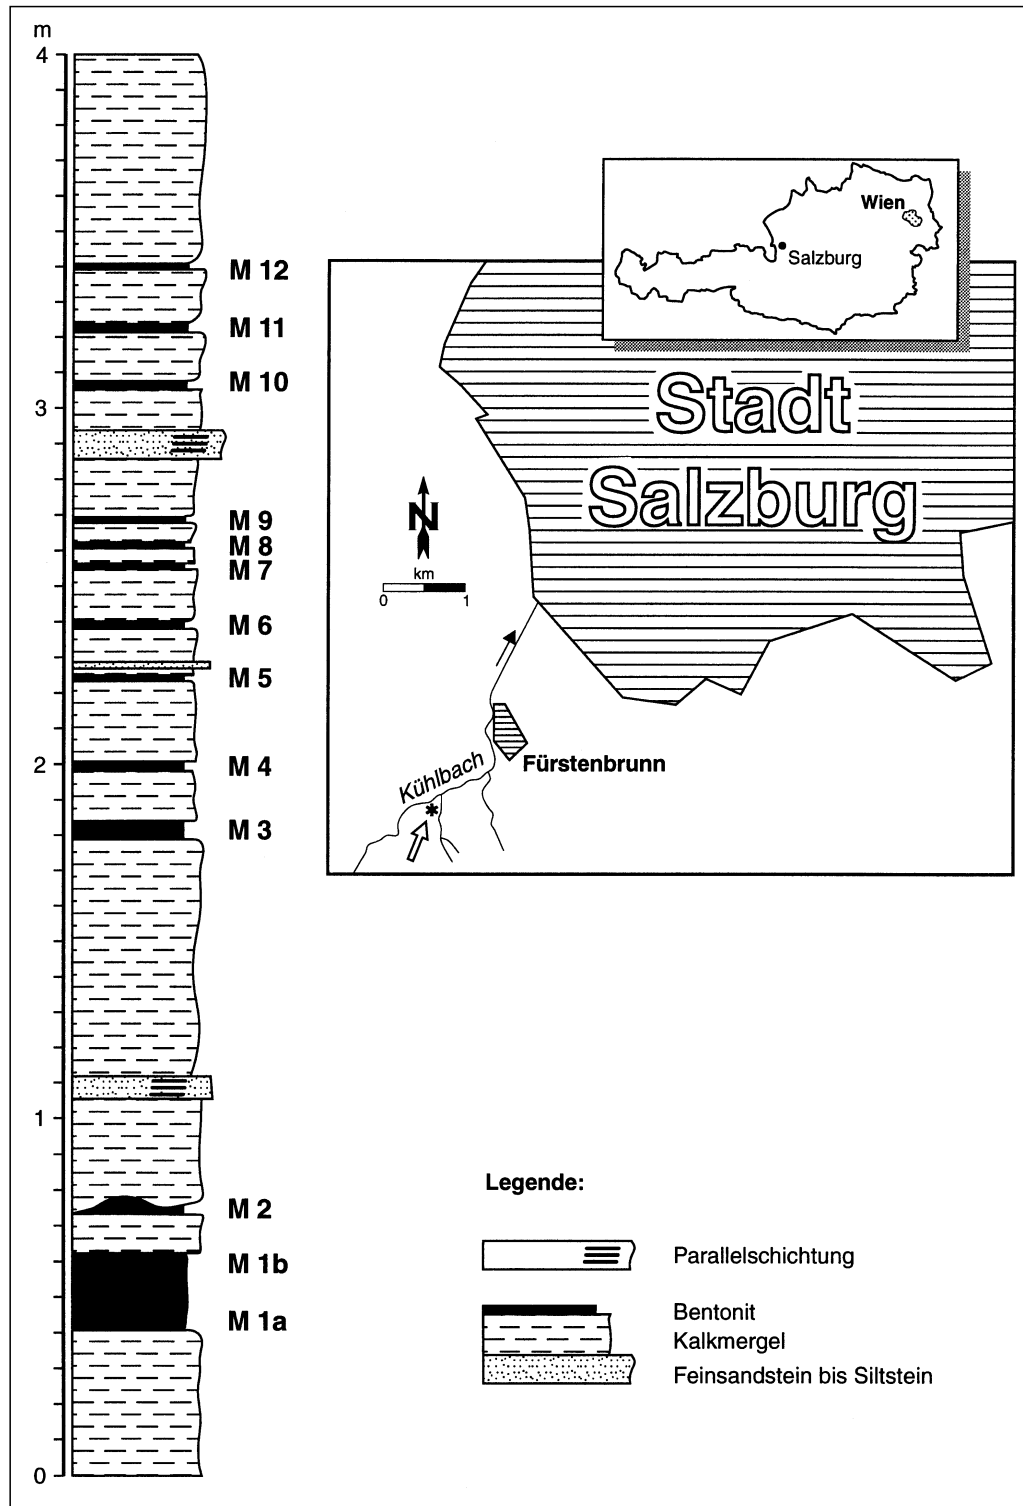 m
4
3
2
1
0
M 12
M 11
M 10
M 9
M 8
M 7
M 6
M 5
M 4
M 3
M 2
M 1b
M 1a
Wien
Salzburg
Stadt
Salzburg
N
km
0 1
Kühlbach
Fürstenbrunn
Legende:
Parallelschichtung
Bentonit
Kalkmergel
Feinsandstein bis Siltstein